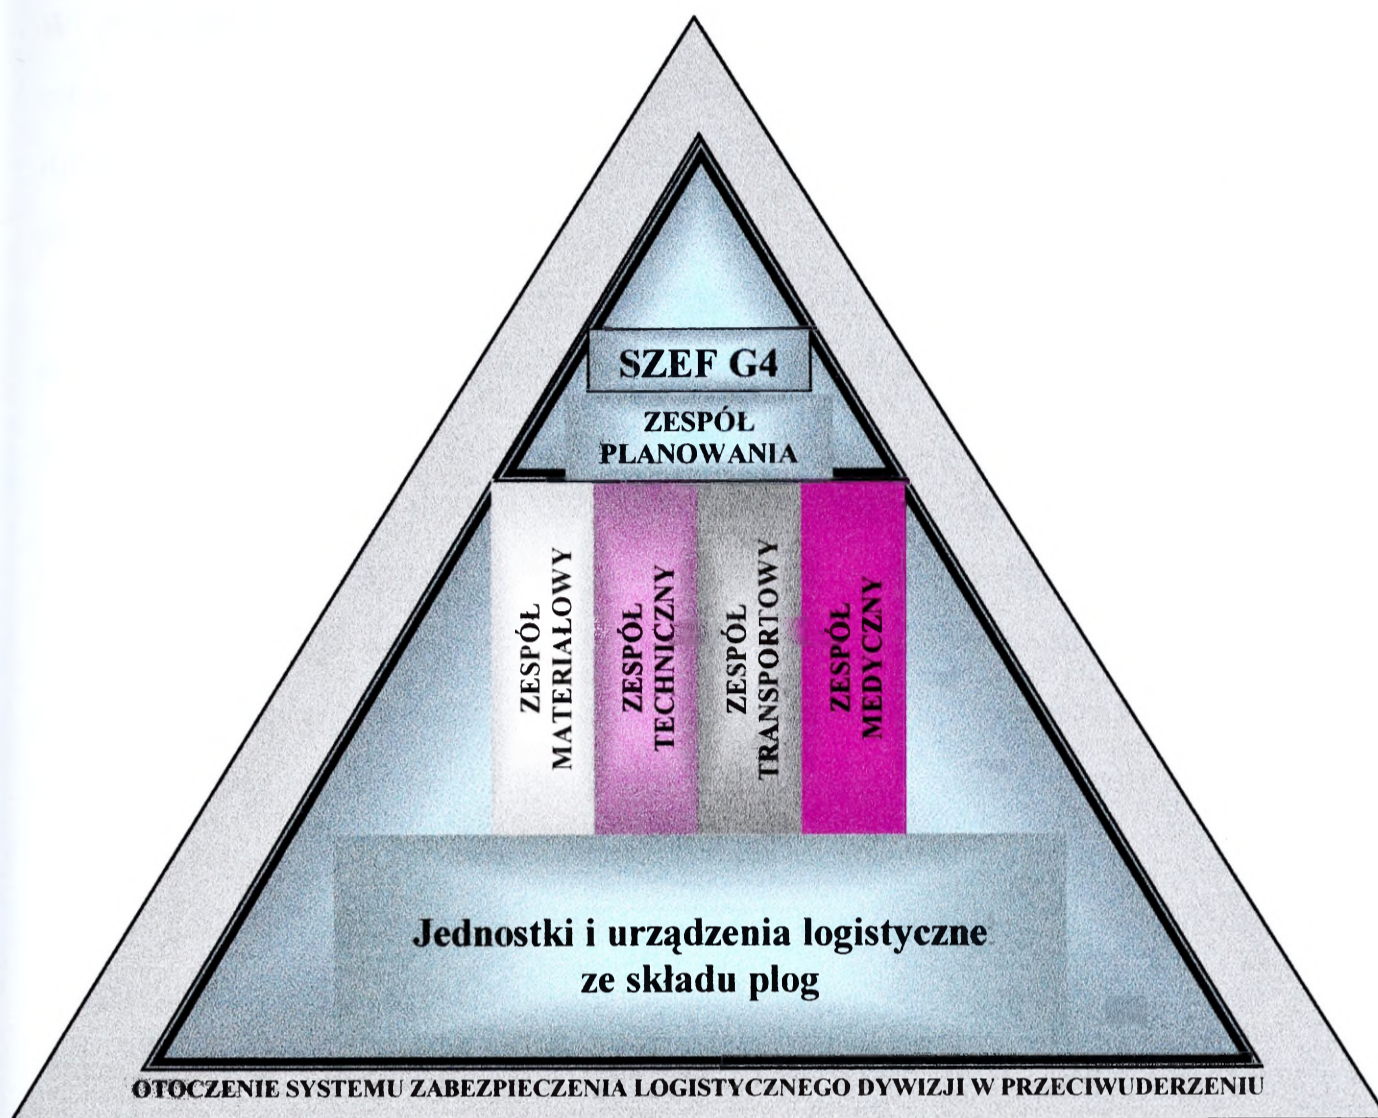 SZEF G4
ZESPÓŁ
PLANOWANIA
ZESPÓŁ
MATERIAŁOWY
ZESPÓŁ
TECHNICZNY
ZESPÓŁ
TRANSPORTOWY
ZESPÓŁ
MEDYCZNY
Jednostki i urządzenia logistyczne
ze składu plog
OTOCZENIE SYSTEMU ZABEZPIECZENIA LOGISTYCZNEGO DYWIZJI W PRZECIWUDERZENIU